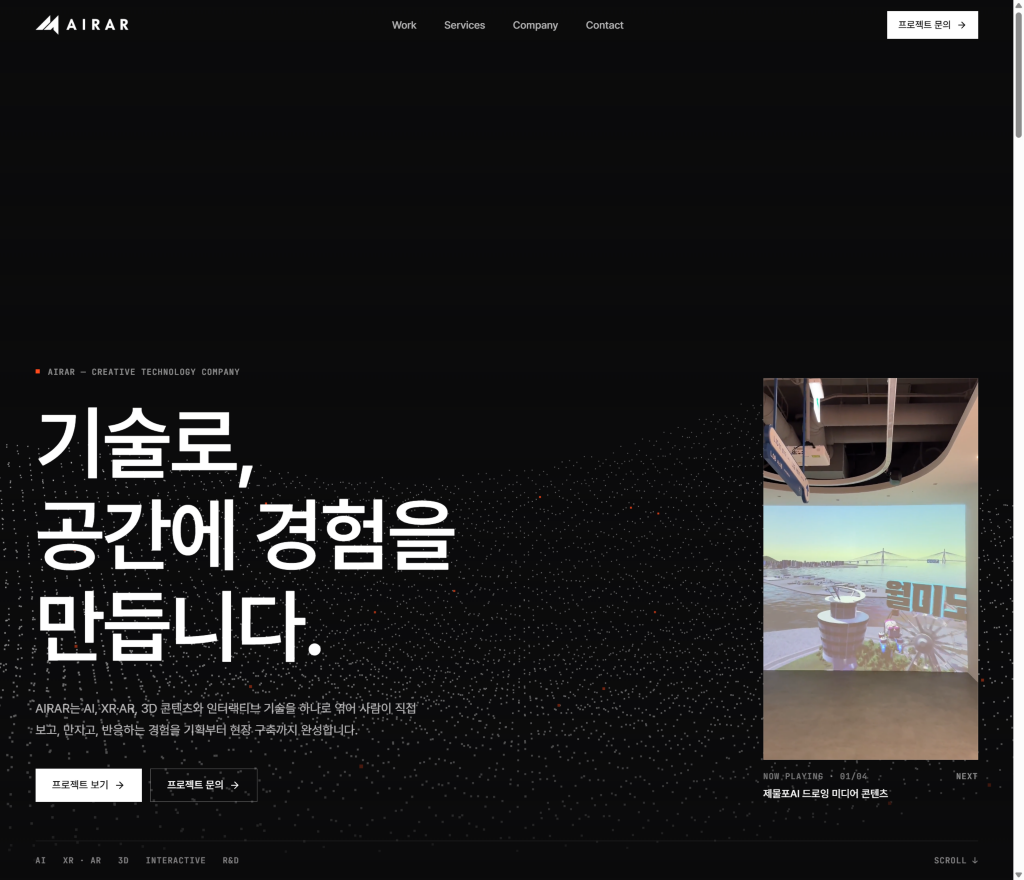 AIRAR
Work
Services
Company
Contact
프로젝트 문의 →
AIRAR — CREATIVE TECHNOLOGY COMPANY
기술로,
공간에 경험을
만듭니다.
AIRAR는 AI, XR·AR, 3D 콘텐츠와 인터랙티브 기술을 하나로 엮어 사람이 직접
보고, 만지고, 반응하는 경험을 기획부터 현장 구축까지 완성합니다.
프로젝트 보기 →
프로젝트 문의 →
월미도
NOW PLAYING · 01/04
NEXT
제물포AI 드로잉 미디어 콘텐츠
AI
XR · AR
3D
INTERACTIVE
R&D
SCROLL ↓